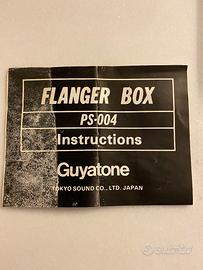 FLANGER BOX
PS-004
Instructions
Guyatone
TOKYO SOUND CO., LTD. JAPAN